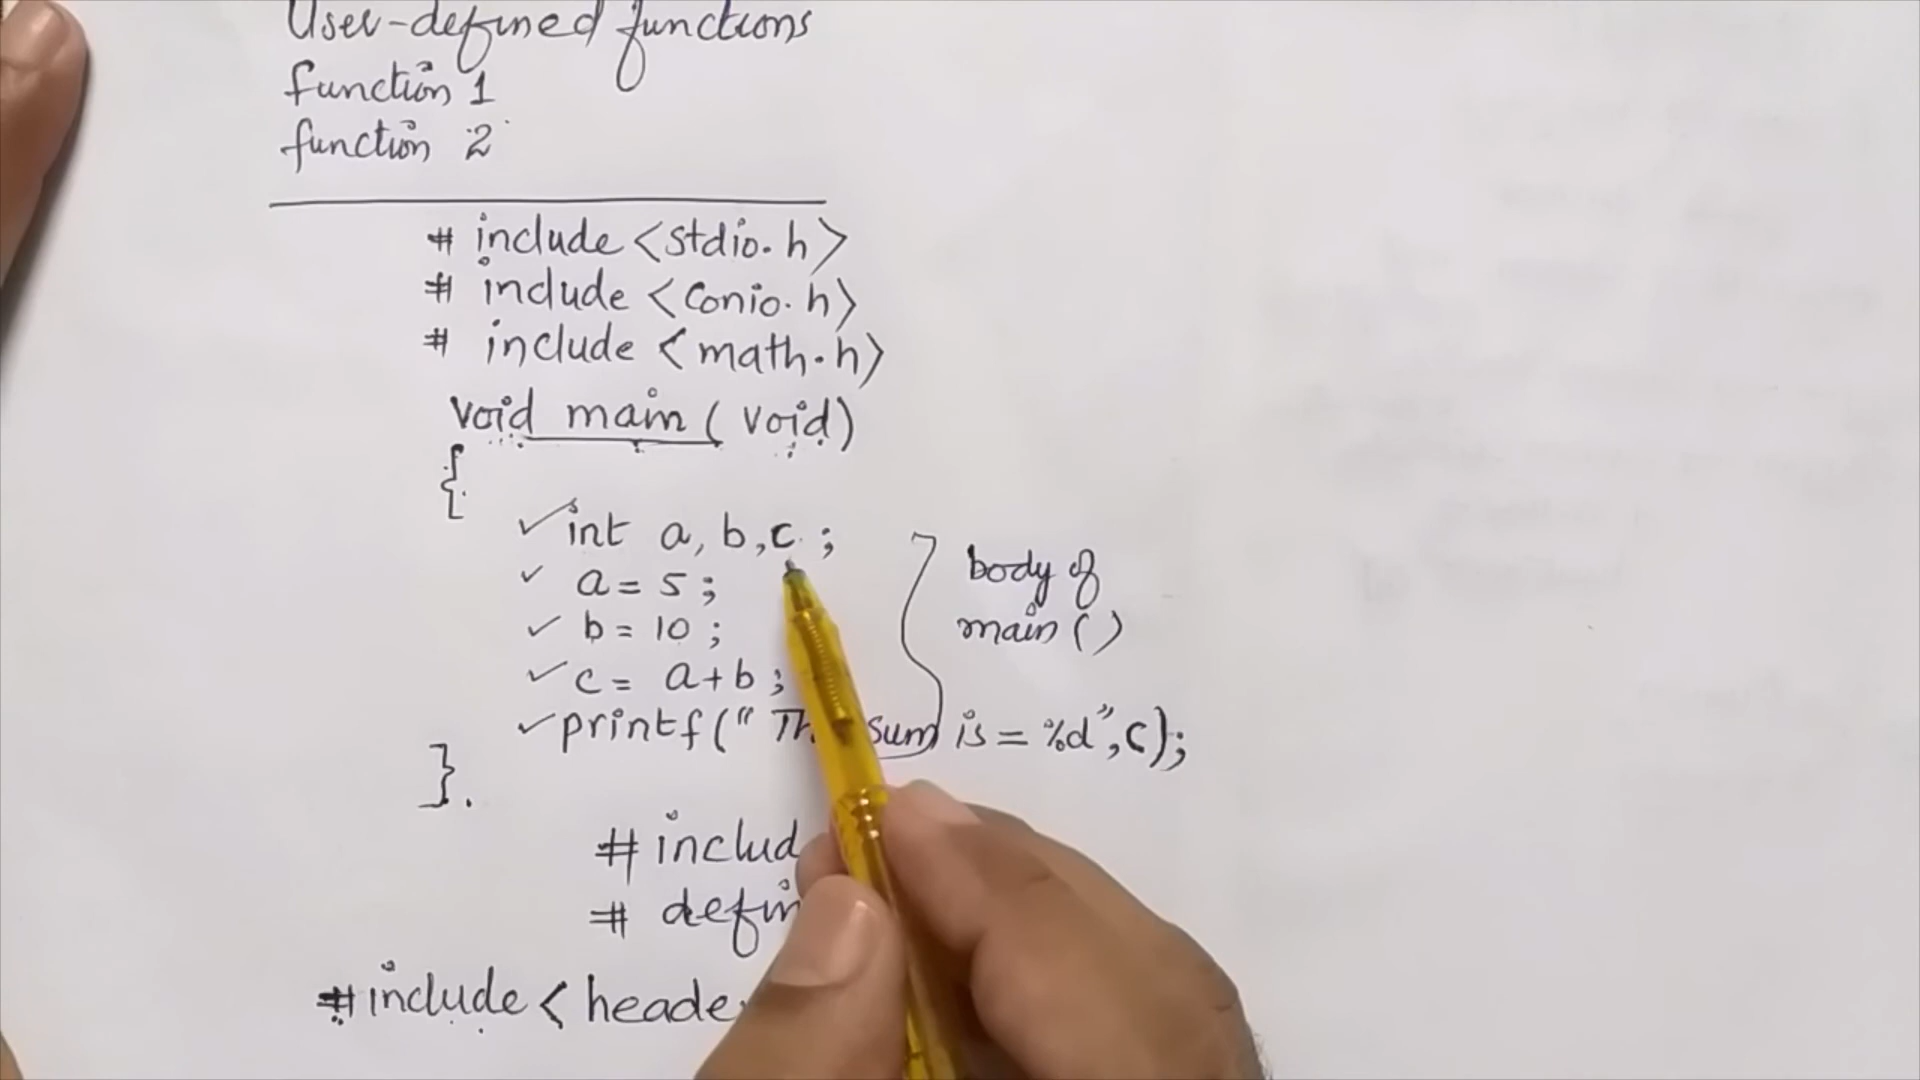 User-defined functions
function 1
function 2
# include <stdio.h>
# include <conio.h>
# include <math.h>
void main( void)
{
int a, b, c ;
a = 5 ;
b = 10 ;
c = a+b ;
body of
main ( )
printf(" sum is = %d", c);
}.
# includ
# defin
#include < heade